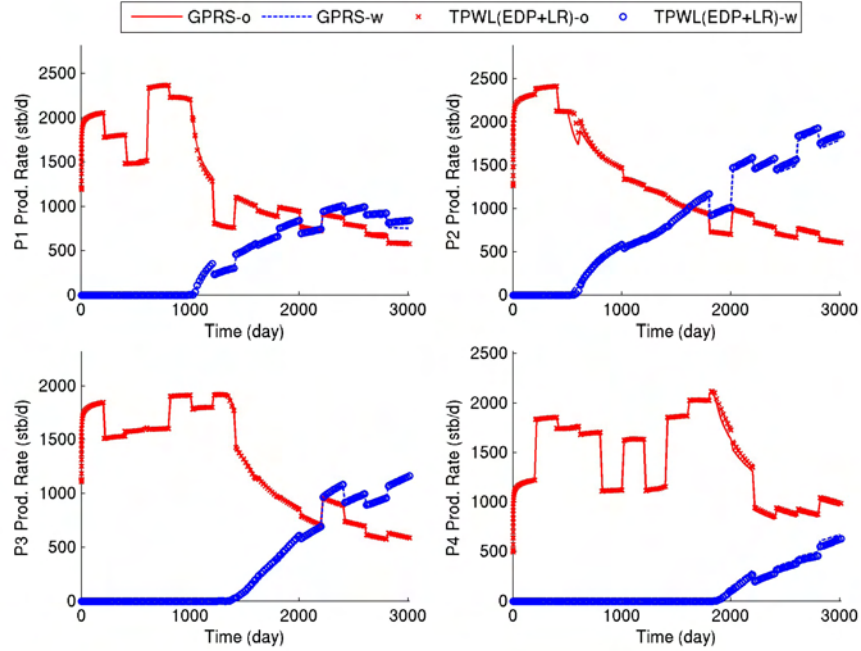 GPRS-o GPRS-w TPWL(EDP+LR)-o TPWL(EDP+LR)-w
P1 Prod. Rate (stb/d)
2500
2000
1500
1000
500
0
0 1000 2000 3000
Time (day)
P2 Prod. Rate (stb/d)
2500
2000
1500
1000
500
0
0 1000 2000 3000
Time (day)
P3 Prod. Rate (stb/d)
2000
1500
1000
500
0
0 1000 2000 3000
Time (day)
P4 Prod. Rate (stb/d)
2500
2000
1500
1000
500
0
0 1000 2000 3000
Time (day)